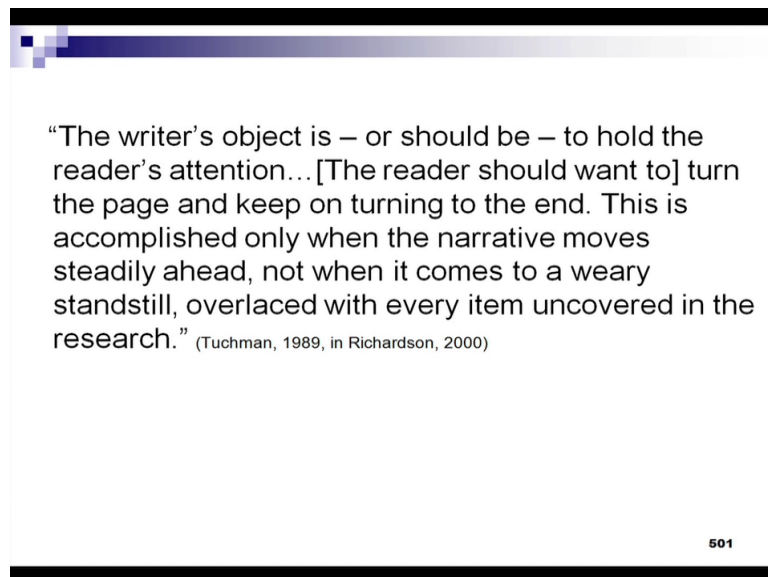 “The writer’s object is – or should be – to hold the
reader’s attention…[The reader should want to] turn
the page and keep on turning to the end. This is
accomplished only when the narrative moves
steadily ahead, not when it comes to a weary
standstill, overlaced with every item uncovered in the
research.” (Tuchman, 1989, in Richardson, 2000)
501